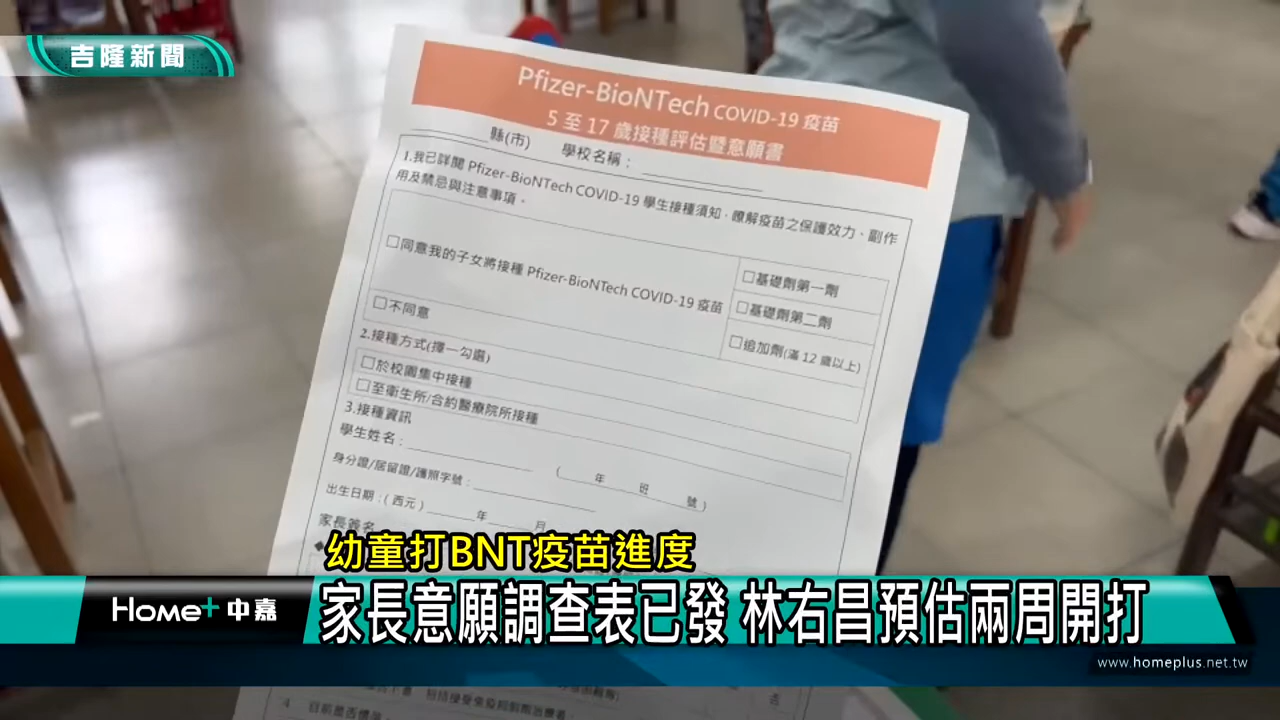 吉隆新聞
Pfizer-BioNTech COVID-19 疫苗
5 至 17 歲接種評估暨意願書
縣(市) 學校名稱：
1.我已詳閱 Pfizer-BioNTech COVID-19 學生接種須知，瞭解疫苗之保護效力、副作
用及禁忌與注意事項。
□同意我的子女將接種 Pfizer-BioNTech COVID-19 疫苗
□基礎劑第一劑
□基礎劑第二劑
□追加劑(滿 12 歲以上)
□不同意
2.接種方式(擇一勾選)
□於校園集中接種
□至衛生所/合約醫療院所接種
3.接種資訊
學生姓名： ( 年 班 號)
身分證/居留證/護照字號：
出生日期：(西元) 年 月
家長簽名
幼童打BNT疫苗進度
Home+ 中嘉
家長意願調查表已發 林右昌預估兩周開打
www.homeplus.net.tw
4. 目前是否